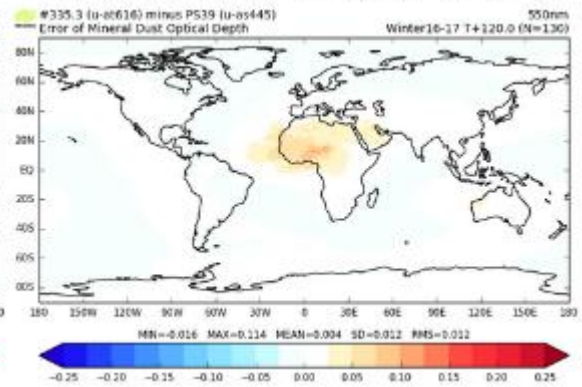 #335.3 (u-at616) minus PS39 (u-as445) 550nm
Error of Mineral Dust Optical Depth Winter16-17 T+120.0 (N=130)
80N
60N
40N
20N
EQ
20S
40S
60S
80S
180 150W 120W 90W 60W 30W 0 30E 60E 90E 120E 150E 180
MIN=-0.016 MAX=0.114 MEAN=0.004 SD=0.012 RMS=0.012
-0.25 -0.20 -0.15 -0.10 -0.05 0.00 0.05 0.10 0.15 0.20 0.25